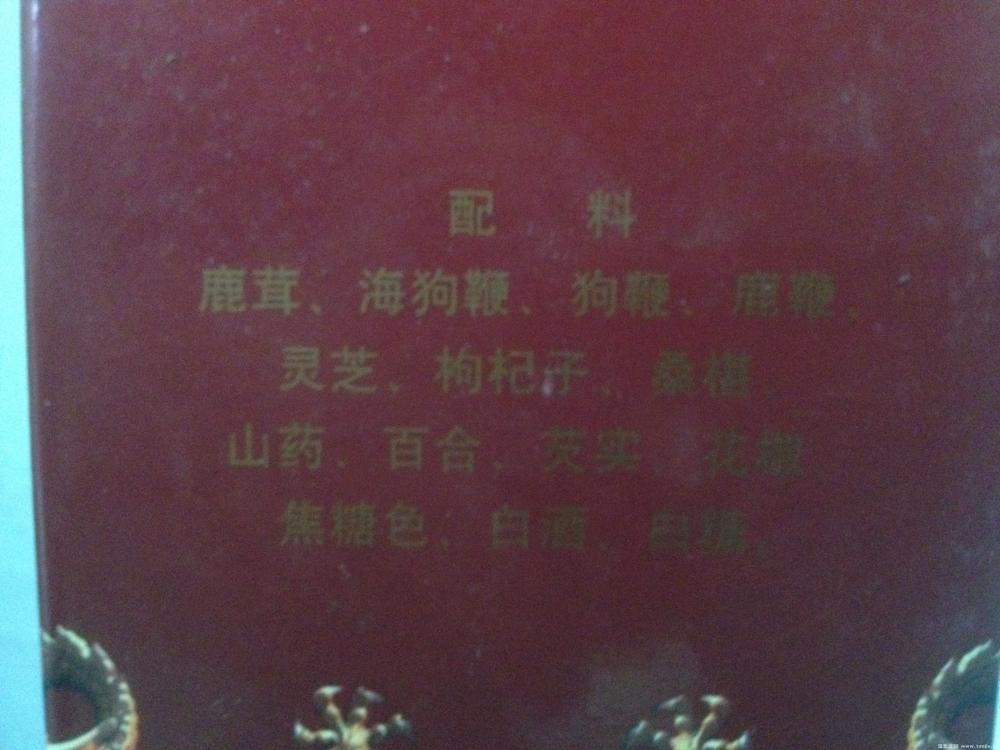 配 料
鹿茸、海狗鞭、狗鞭、鹿鞭、
灵芝、枸杞子、桑椹、
山药、百合、芡实、花椒、
焦糖色、白酒、白糖。